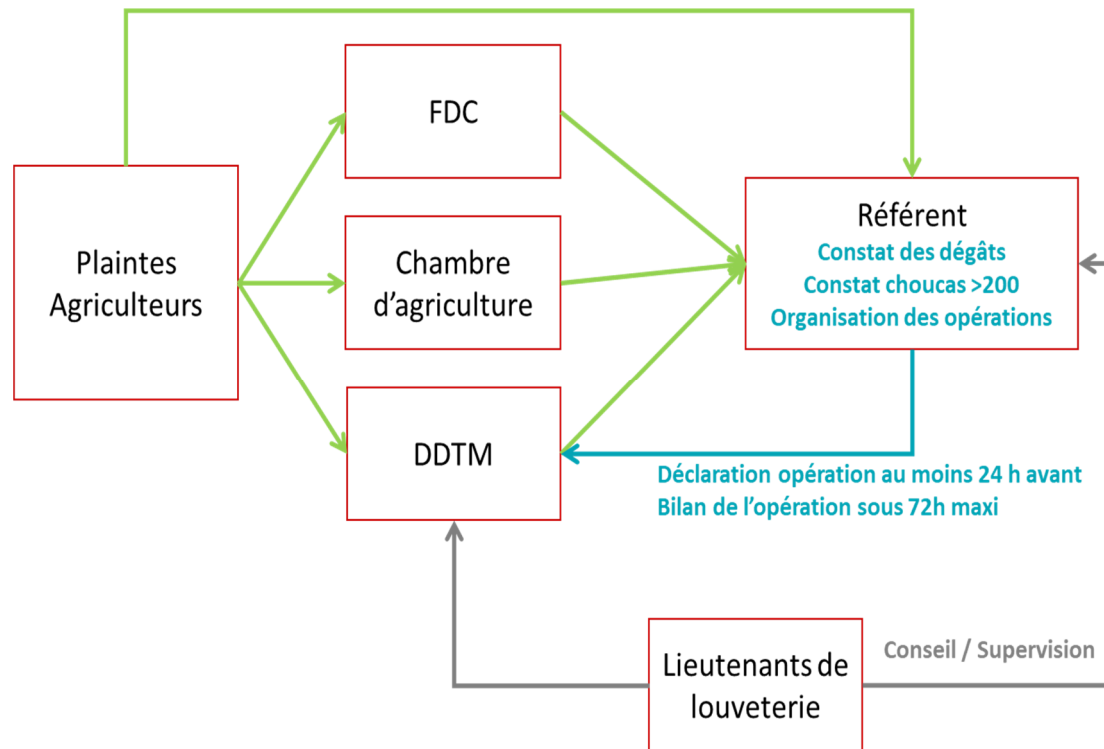 FDC
Plaintes
Agriculteurs
Chambre
d’agriculture
DDTM
Référent
Constat des dégâts
Constat choucas >200
Organisation des opérations
Déclaration opération au moins 24 h avant
Bilan de l’opération sous 72h maxi
Lieutenants de
louveterie
Conseil / Supervision